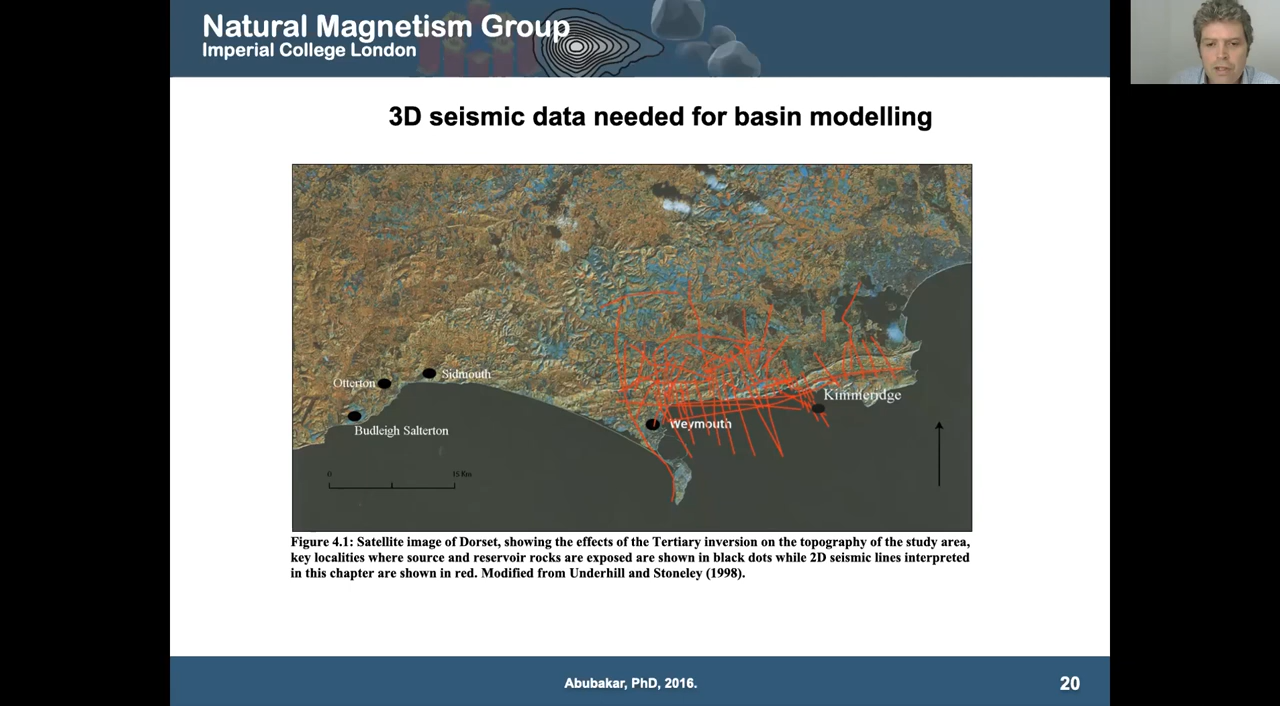 Natural Magnetism Group
Imperial College London
3D seismic data needed for basin modelling
Otterton
Sidmouth
Budleigh Salterton
Kimmeridge
Weymouth
0
15 Km
Figure 4.1: Satellite image of Dorset, showing the effects of the Tertiary inversion on the topography of the study area,
key localities where source and reservoir rocks are exposed are shown in black dots while 2D seismic lines interpreted
in this chapter are shown in red. Modified from Underhill and Stoneley (1998).
Abubakar, PhD, 2016.
20